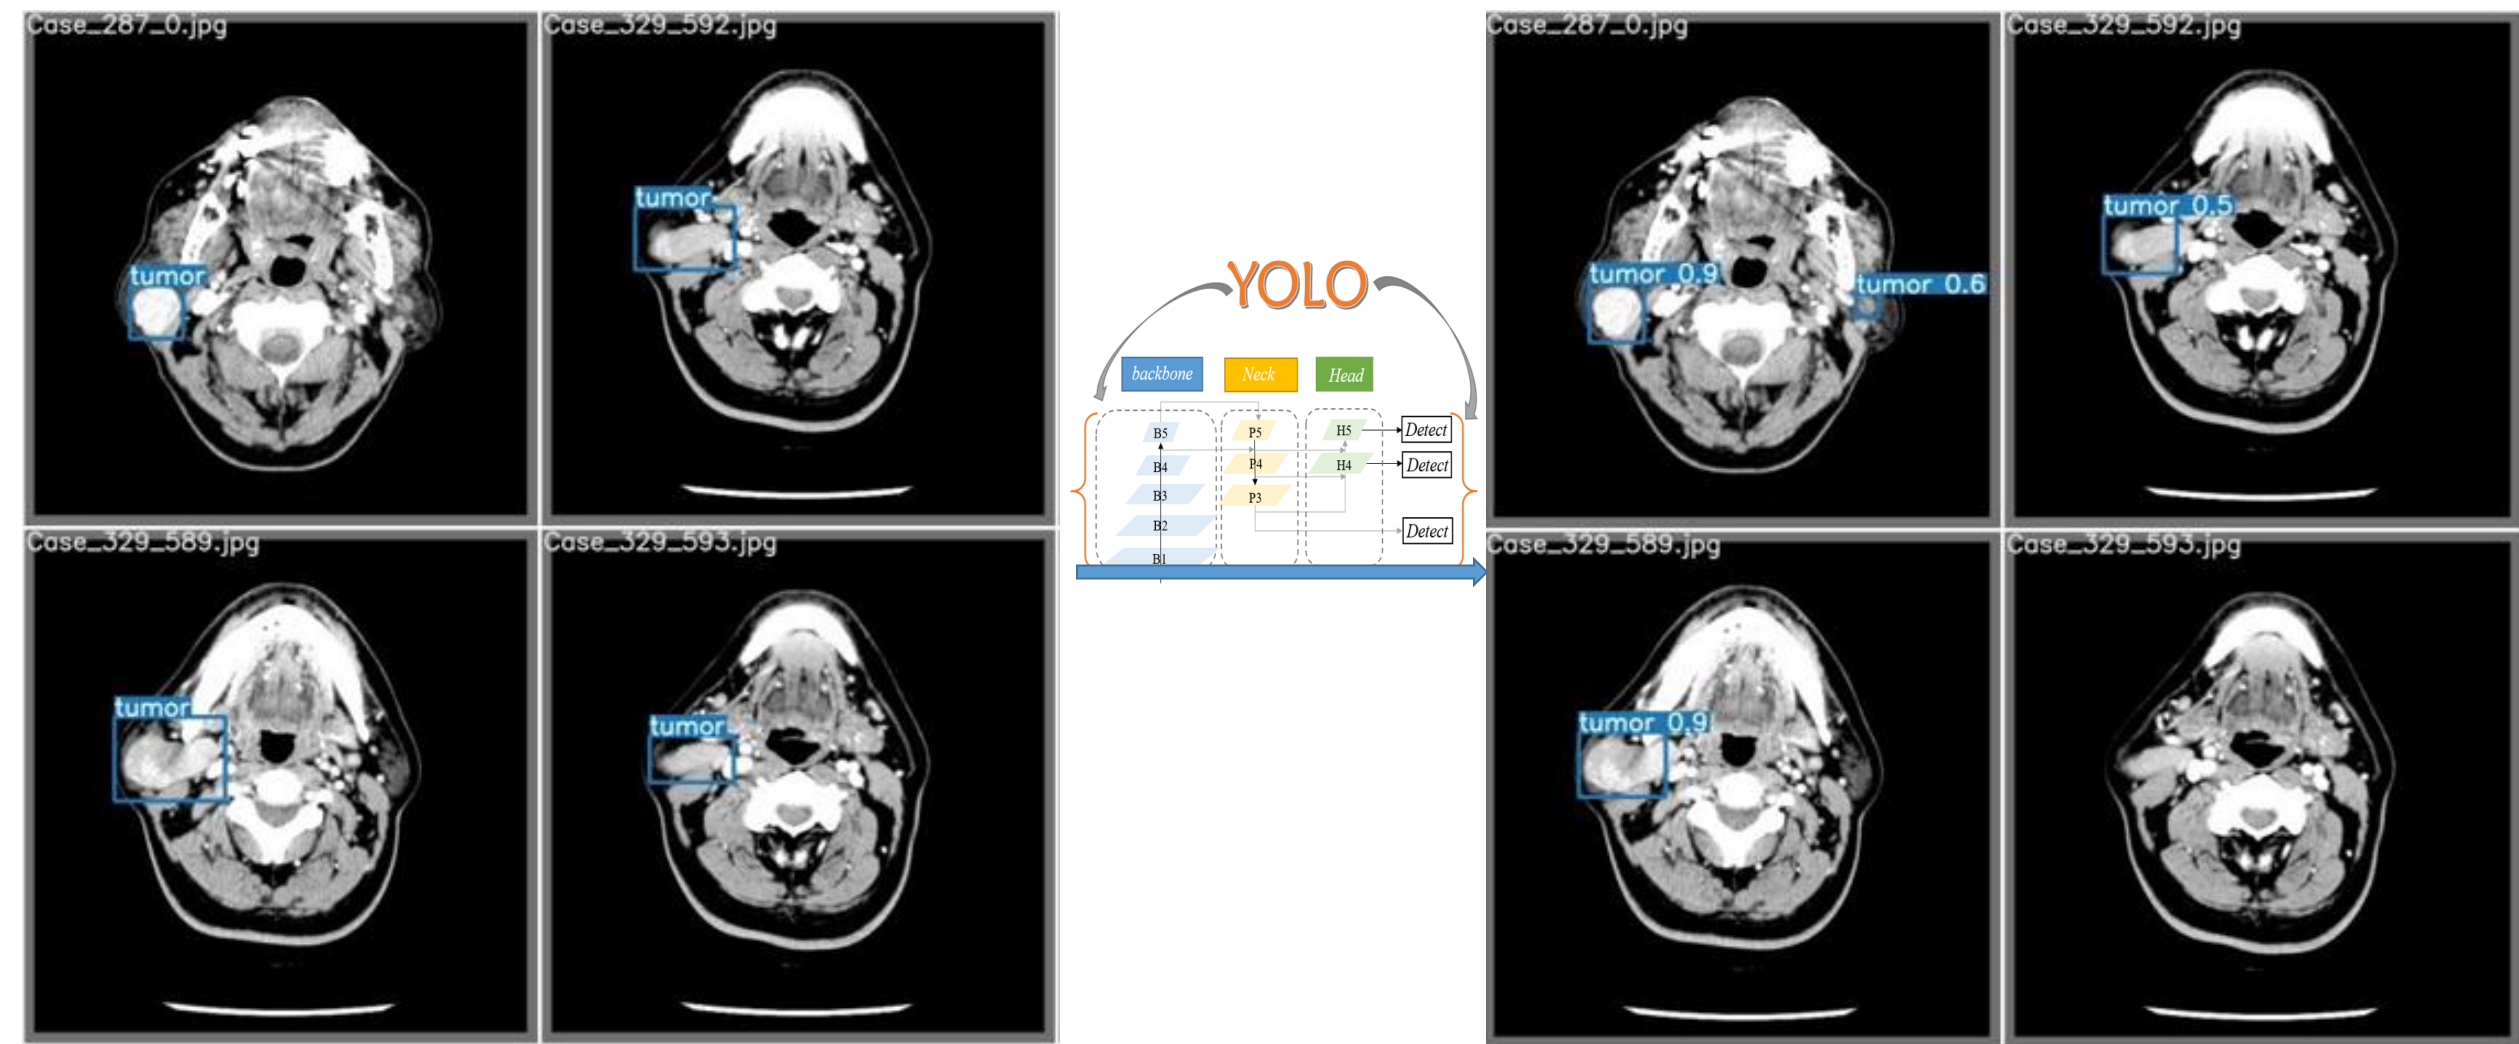 Case_287_0.jpg
tumor
Case_329_592.jpg
tumor
Case_329_589.jpg
tumor
Case_329_593.jpg
tumor
YOLO
backbone
Neck
Head
B5
B4
B3
B2
B1
P5
P4
P3
H5
H4
Detect
Detect
Detect
Case_287_0.jpg
tumor 0.9
tumor 0.6
Case_329_592.jpg
tumor 0.5
Case_329_589.jpg
tumor 0.9
Case_329_593.jpg